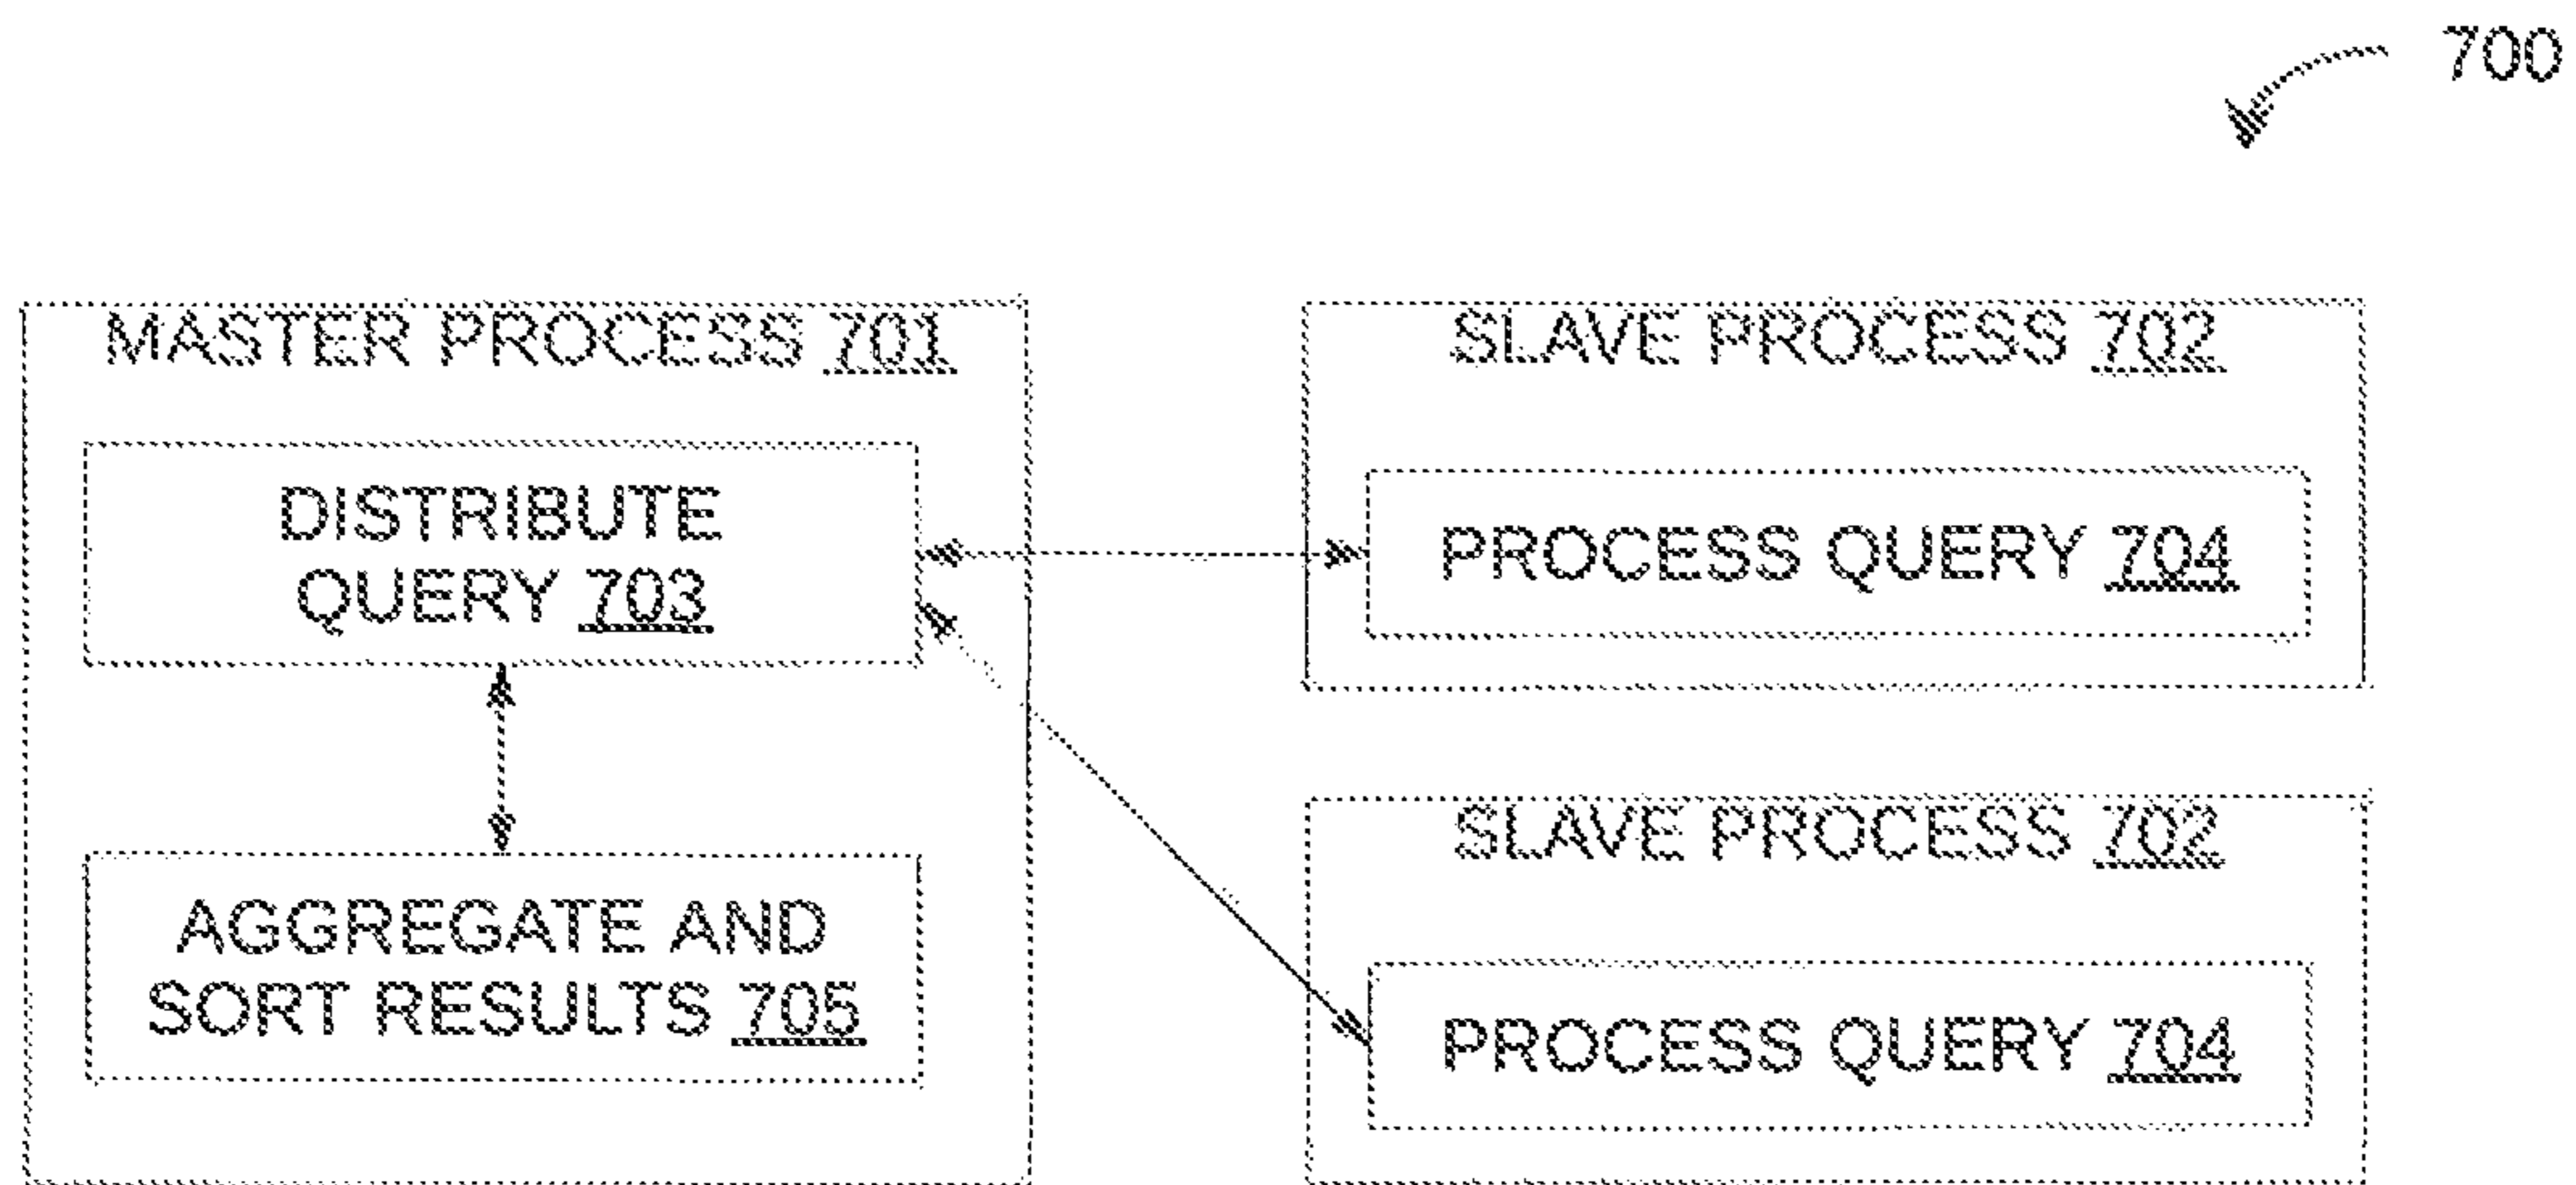 700
MASTER PROCESS 701
DISTRIBUTE
QUERY 703
AGGREGATE AND
SORT RESULTS 705
SLAVE PROCESS 702
PROCESS QUERY 704
SLAVE PROCESS 702
PROCESS QUERY 704